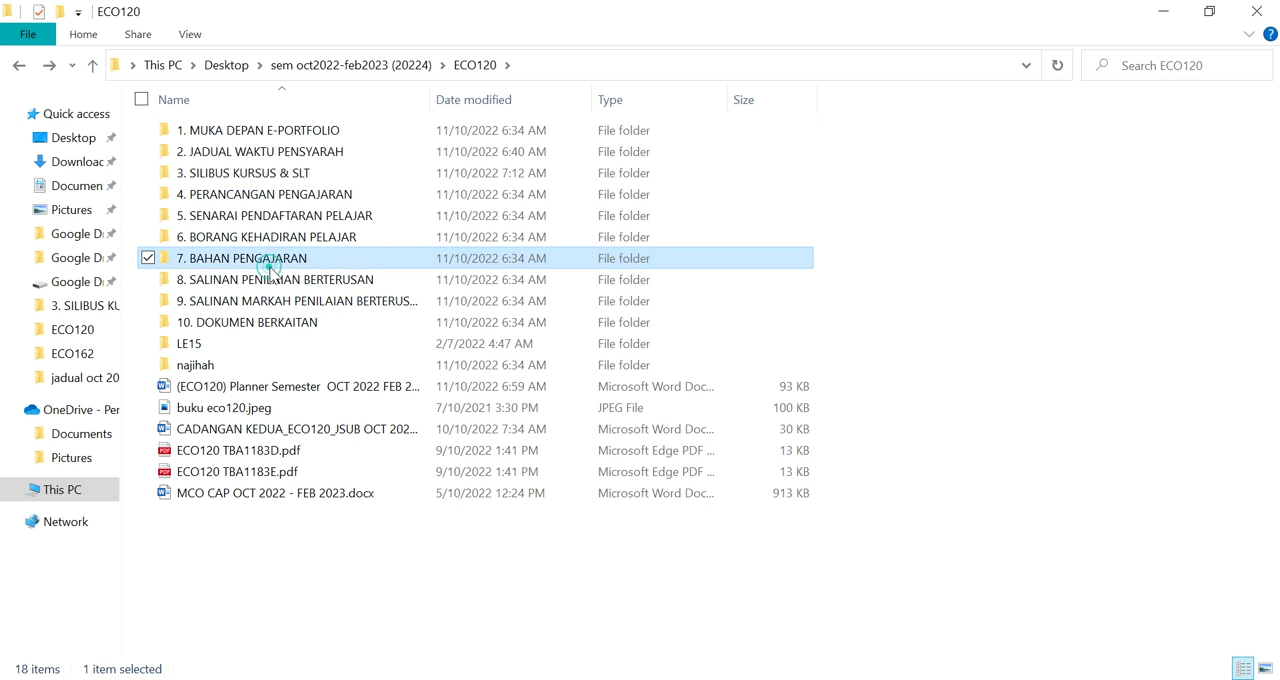 ECO120
File Home Share View
This PC Desktop sem oct2022-feb2023 (20224) ECO120
Search ECO120
Name Date modified Type Size
Quick access
Desktop
Downloac
Documen
Pictures
Google D
Google D
Google D
3. SILIBUS KU
ECO120
ECO162
jadual oct 20
OneDrive - Per
Documents
Pictures
This PC
Network
1. MUKA DEPAN E-PORTFOLIO 11/10/2022 6:34 AM File folder
2. JADUAL WAKTU PENSYARAH 11/10/2022 6:40 AM File folder
3. SILIBUS KURSUS & SLT 11/10/2022 7:12 AM File folder
4. PERANCANGAN PENGAJARAN 11/10/2022 6:34 AM File folder
5. SENARAI PENDAFTARAN PELAJAR 11/10/2022 6:34 AM File folder
6. BORANG KEHADIRAN PELAJAR 11/10/2022 6:34 AM File folder
7. BAHAN PENGAJARAN 11/10/2022 6:34 AM File folder
8. SALINAN PENILAIAN BERTERUSAN 11/10/2022 6:34 AM File folder
9. SALINAN MARKAH PENILAIAN BERTERUS... 11/10/2022 6:34 AM File folder
10. DOKUMEN BERKAITAN 11/10/2022 6:34 AM File folder
LE15 2/7/2022 4:47 AM File folder
najihah 11/10/2022 6:34 AM File folder
(ECO120) Planner Semester OCT 2022 FEB 2... 11/10/2022 6:59 AM Microsoft Word Doc... 93 KB
buku eco120.jpeg 7/10/2021 3:30 PM JPEG File 100 KB
CADANGAN KEDUA_ECO120_JSUB OCT 202... 10/10/2022 7:34 AM Microsoft Word Doc... 30 KB
ECO120 TBA1183D.pdf 9/10/2022 1:41 PM Microsoft Edge PDF ... 13 KB
ECO120 TBA1183E.pdf 9/10/2022 1:41 PM Microsoft Edge PDF ... 13 KB
MCO CAP OCT 2022 - FEB 2023.docx 5/10/2022 12:24 PM Microsoft Word Doc... 913 KB
18 items 1 item selected